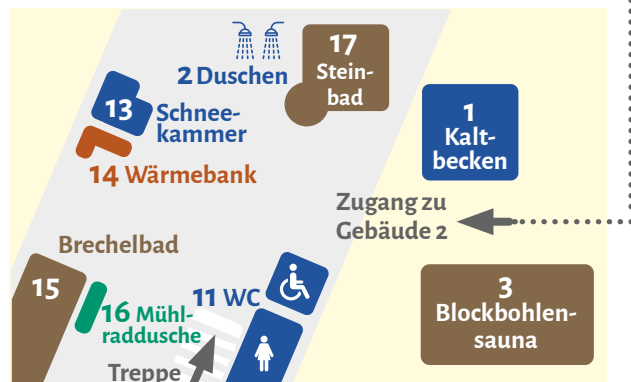 2 Duschen
17
Stein-
bad
13 Schnee-
kammer
14 Wärmebank
1
Kalt-
becken
Zugang zu
Gebäude 2
Brechelbad
15
16 Mühl-
raddusche
11 WC
3
Blockbohlen-
sauna
Treppe